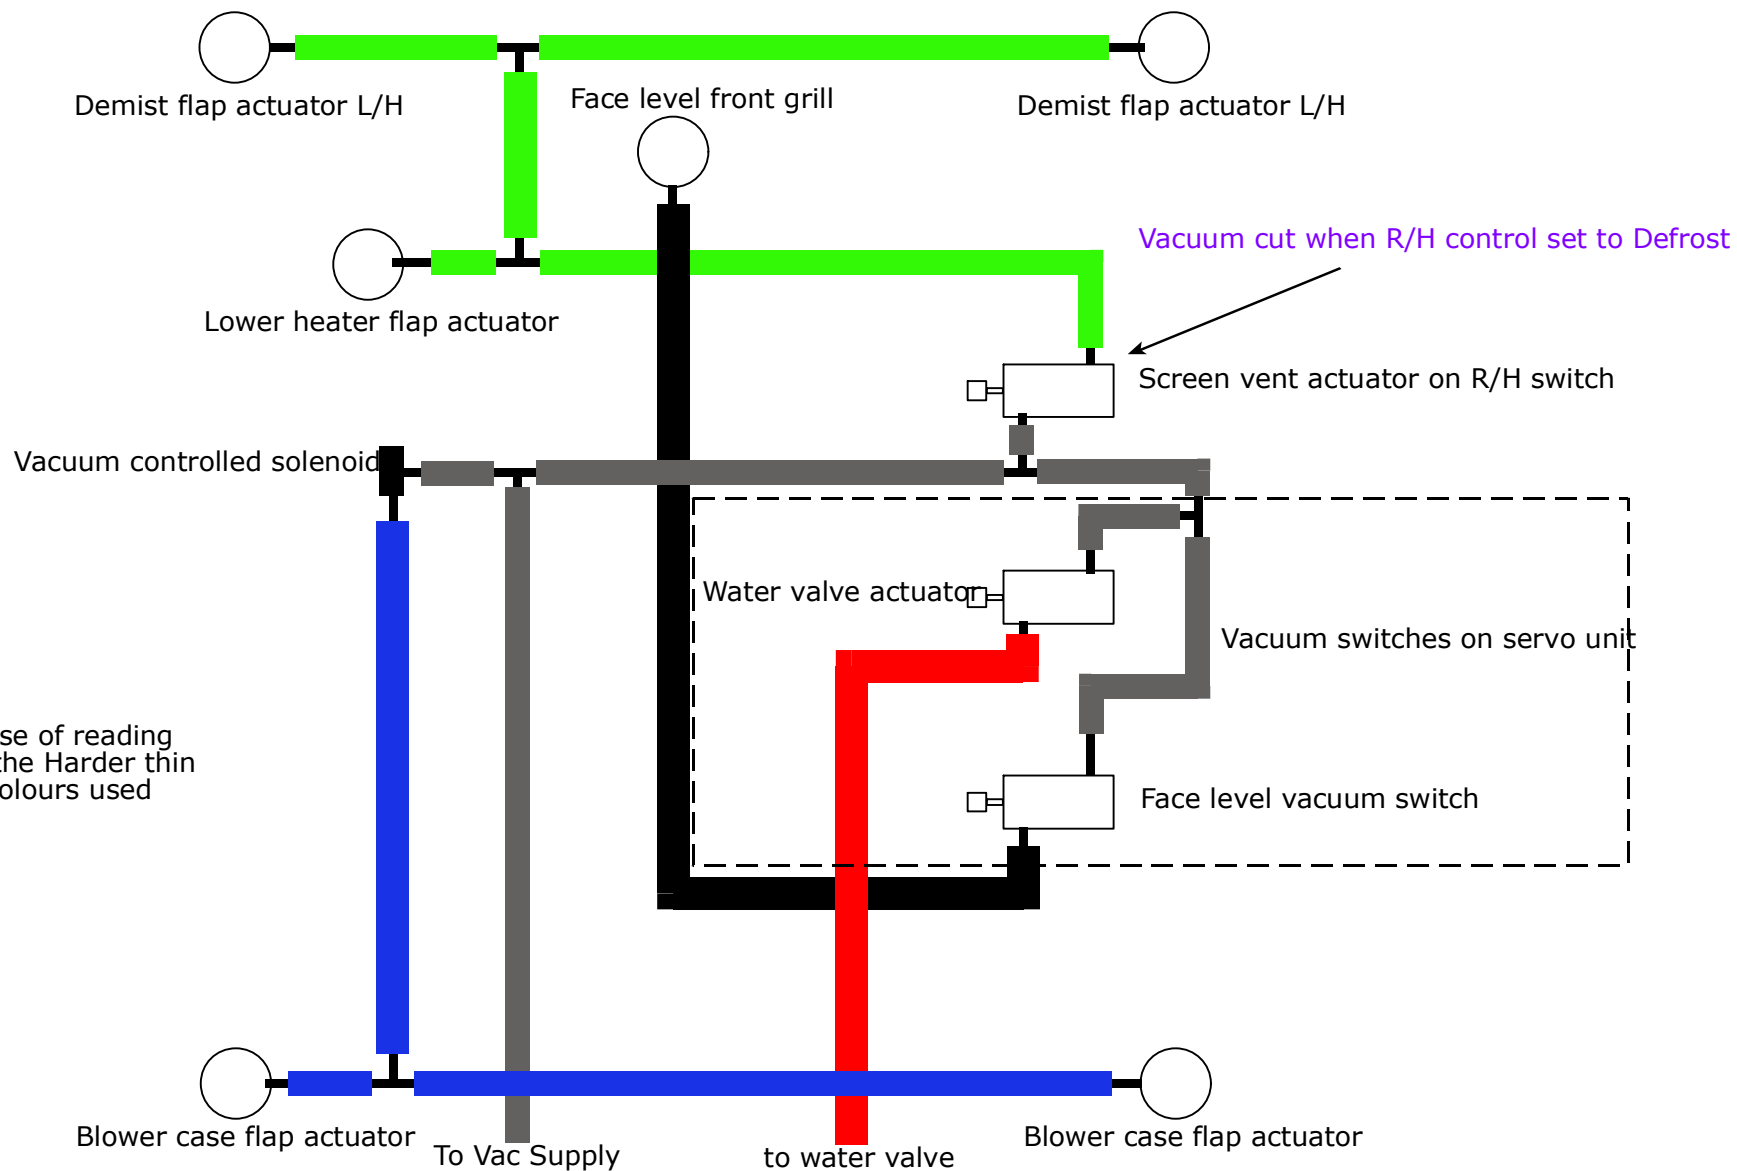 Demist flap actuator L/H
Face level front grill
Demist flap actuator L/H
Vacuum cut when R/H control set to Defrost
Lower heater flap actuator
Screen vent actuator on R/H switch
Vacuum controlled solenoid
Water valve actuator
Vacuum switches on servo unit
se of reading
the Harder thin
olours used
Face level vacuum switch
Blower case flap actuator
To Vac Supply
to water valve
Blower case flap actuator